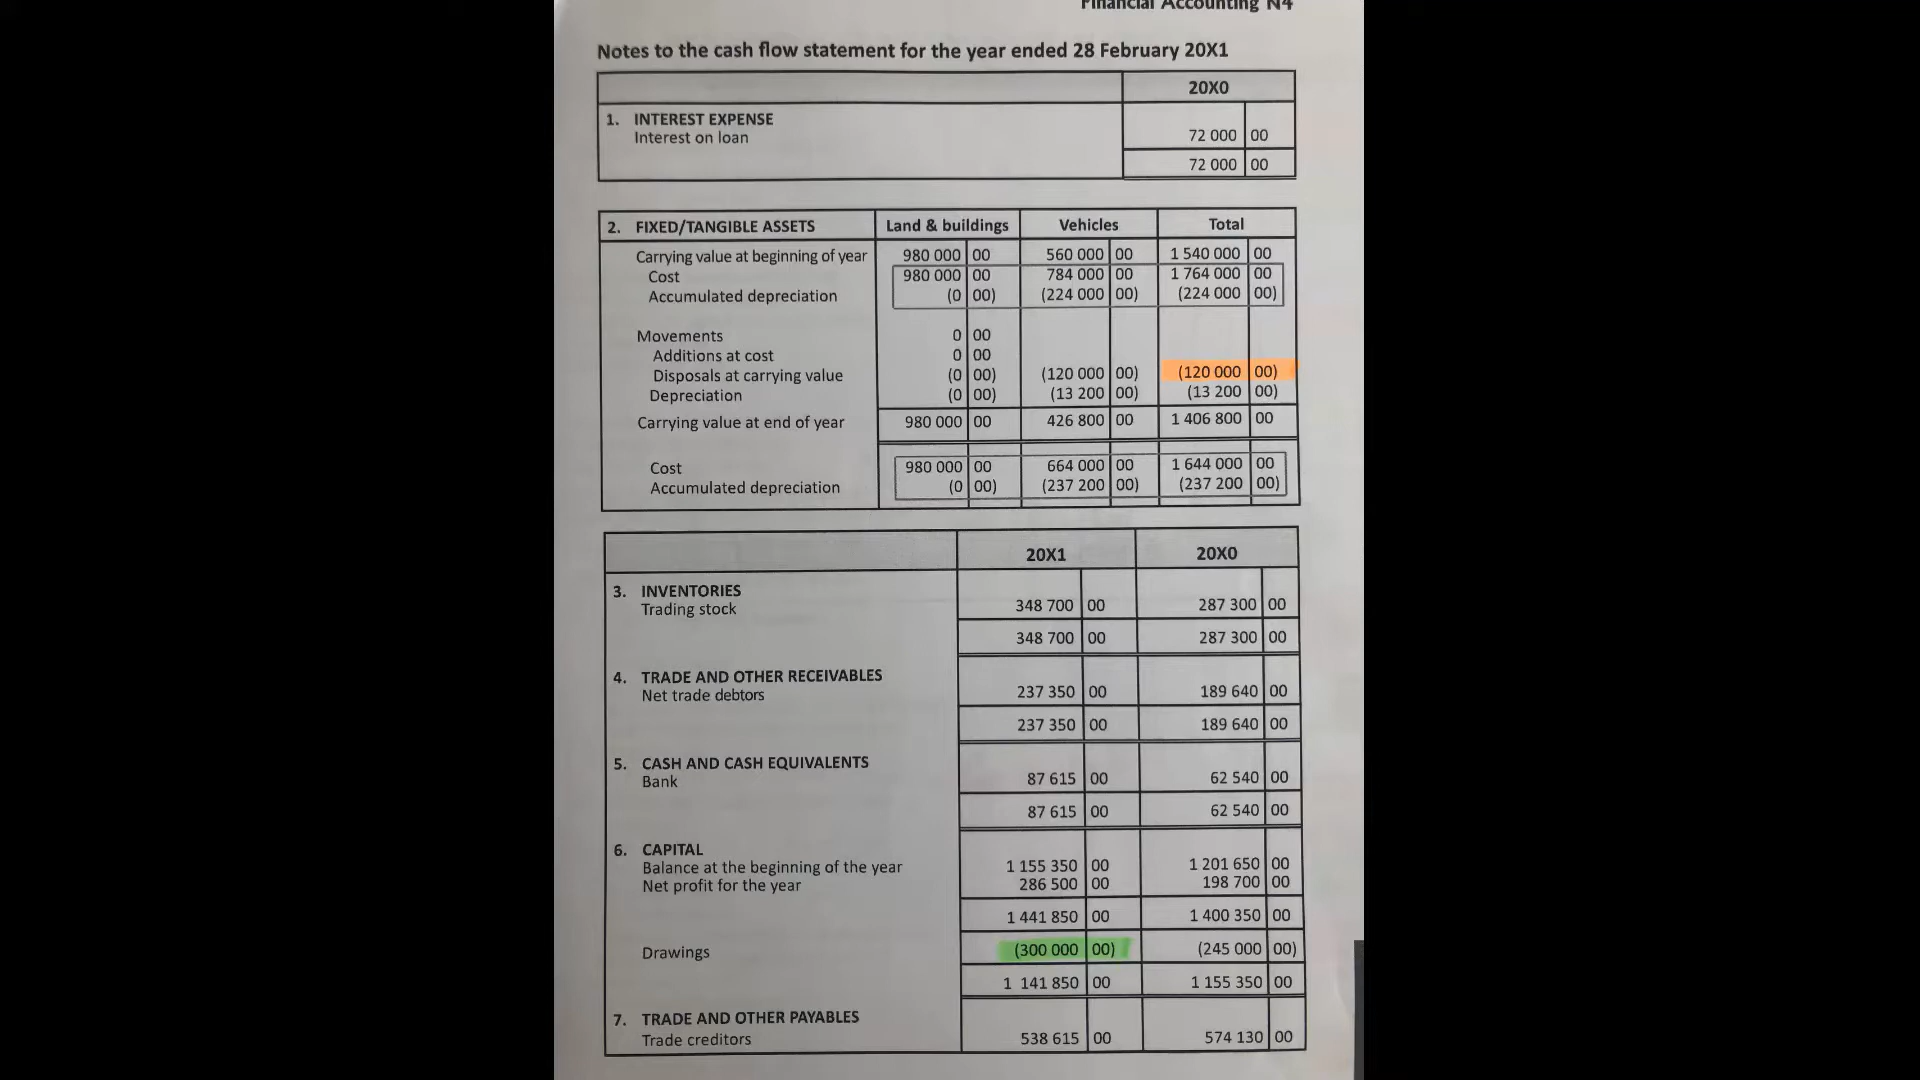 Financial Accounting N4
Notes to the cash flow statement for the year ended 28 February 20X1
20X0
1. INTEREST EXPENSE
Interest on loan 72 000 00
72 000 00
2. FIXED/TANGIBLE ASSETS Land & buildings Vehicles Total
Carrying value at beginning of year 980 000 00 560 000 00 1 540 000 00
Cost 980 000 00 784 000 00 1 764 000 00
Accumulated depreciation (0 00) (224 000 00) (224 000 00)
Movements 0 00
Additions at cost 0 00
Disposals at carrying value (0 00) (120 000 00) (120 000 00)
Depreciation (0 00) (13 200 00) (13 200 00)
Carrying value at end of year 980 000 00 426 800 00 1 406 800 00
Cost 980 000 00 664 000 00 1 644 000 00
Accumulated depreciation (0 00) (237 200 00) (237 200 00)
20X1 20X0
3. INVENTORIES
Trading stock 348 700 00 287 300 00
348 700 00 287 300 00
4. TRADE AND OTHER RECEIVABLES
Net trade debtors 237 350 00 189 640 00
237 350 00 189 640 00
5. CASH AND CASH EQUIVALENTS
Bank 87 615 00 62 540 00
87 615 00 62 540 00
6. CAPITAL
Balance at the beginning of the year 1 155 350 00 1 201 650 00
Net profit for the year 286 500 00 198 700 00
1 441 850 00 1 400 350 00
Drawings (300 000 00) (245 000 00)
1 141 850 00 1 155 350 00
7. TRADE AND OTHER PAYABLES
Trade creditors 538 615 00 574 130 00